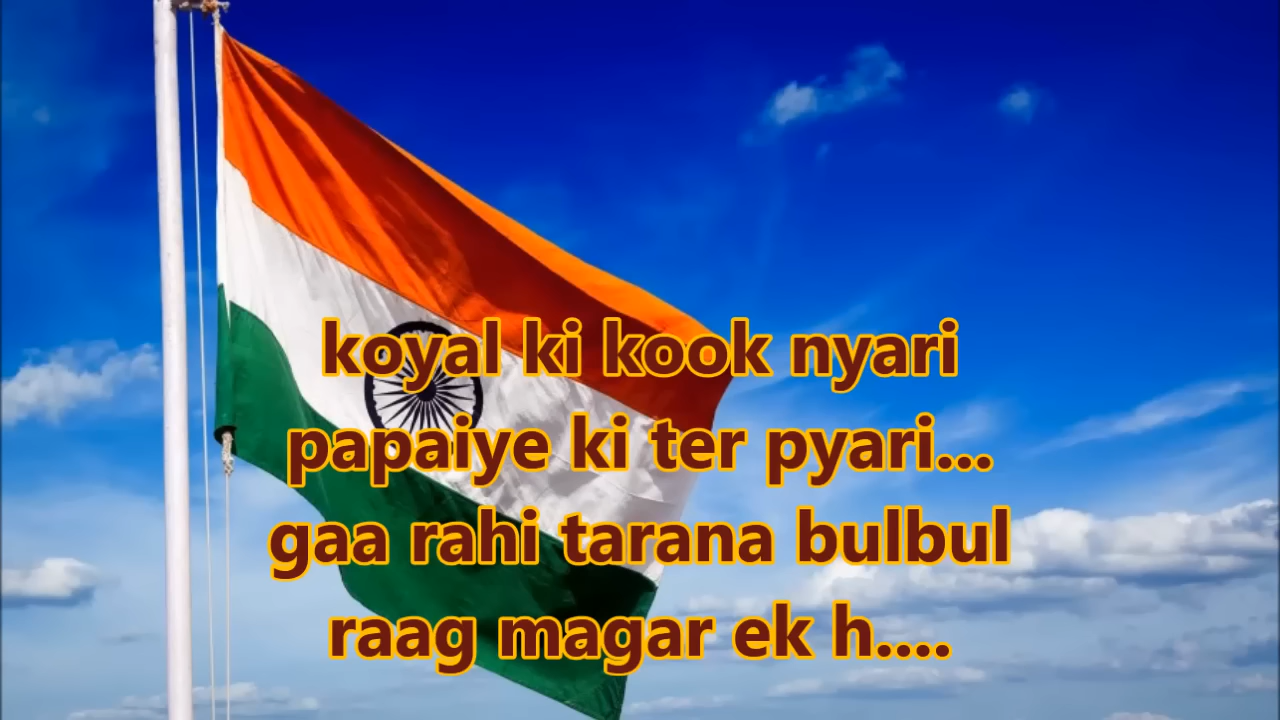 koyal ki kook nyari
papaiye ki ter pyari...
gaa rahi tarana bulbul
raag magar ek h....